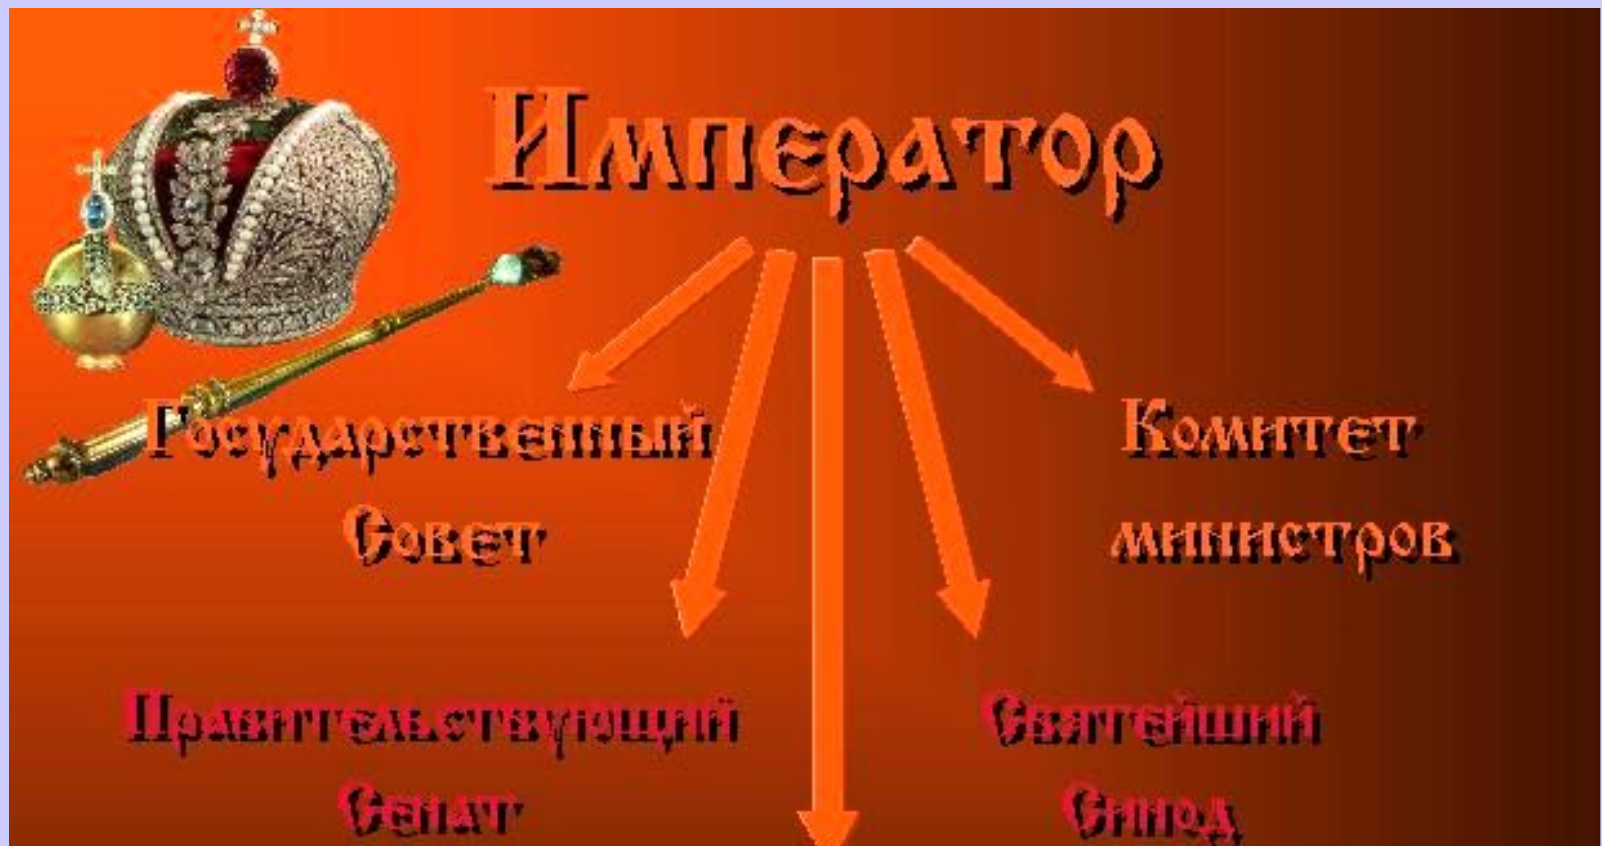 Император
Государственный
Совет
Комитет
министров
Правительствующий
Сенат
Святейший
Синод